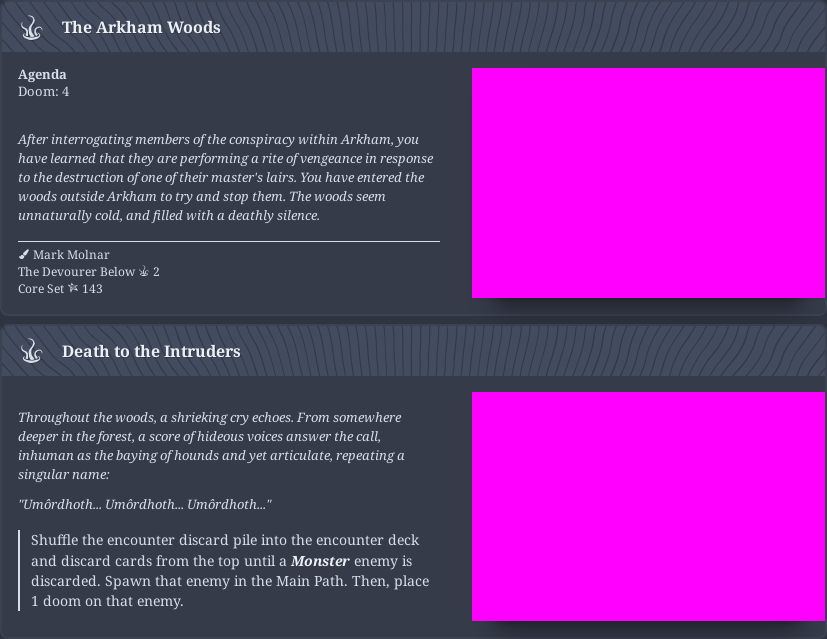 The Arkham Woods
Agenda
Doom: 4
After interrogating members of the conspiracy within Arkham, you
have learned that they are performing a rite of vengeance in response
to the destruction of one of their master's lairs. You have entered the
woods outside Arkham to try and stop them. The woods seem
unnaturally cold, and filled with a deathly silence.
Mark Molnar
The Devourer Below 2
Core Set 143
Death to the Intruders
Throughout the woods, a shrieking cry echoes. From somewhere
deeper in the forest, a score of hideous voices answer the call,
inhuman as the baying of hounds and yet articulate, repeating a
singular name:
"Umôrdhoth... Umôrdhoth... Umôrdhoth..."
Shuffle the encounter discard pile into the encounter deck
and discard cards from the top until a Monster enemy is
discarded. Spawn that enemy in the Main Path. Then, place
1 doom on that enemy.